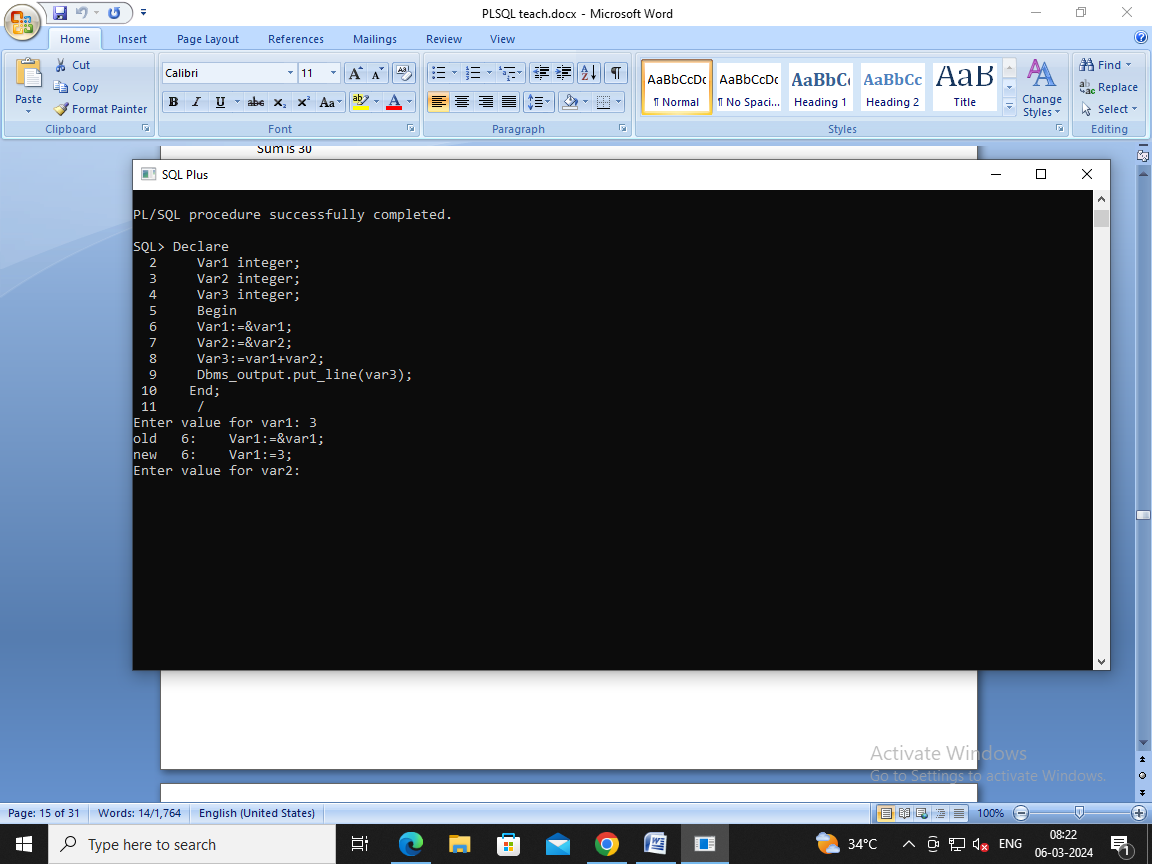 PLSQL teach.docx - Microsoft Word
Home Insert Page Layout References Mailings Review View
Paste
Cut
Copy
Format Painter
Clipboard
Calibri 11
Font
Paragraph
AaBbCcDc AaBbCcDc AaBbC AaBbCc AaB
¶ Normal ¶ No Spaci... Heading 1 Heading 2 Title
Change
Styles
Styles
Find
Replace
Select
Editing
Sum is 30
SQL Plus
PL/SQL procedure successfully completed.
SQL> Declare
2 Var1 integer;
3 Var2 integer;
4 Var3 integer;
5 Begin
6 Var1:=&var1;
7 Var2:=&var2;
8 Var3:=var1+var2;
9 Dbms_output.put_line(var3);
10 End;
11 /
Enter value for var1: 3
old 6: Var1:=&var1;
new 6: Var1:=3;
Enter value for var2:
Activate Windows
Go to Settings to activate Windows.
Page: 15 of 31 Words: 14/1,764 English (United States) 100%
Type here to search
34°C ENG
08:22
06-03-2024
1